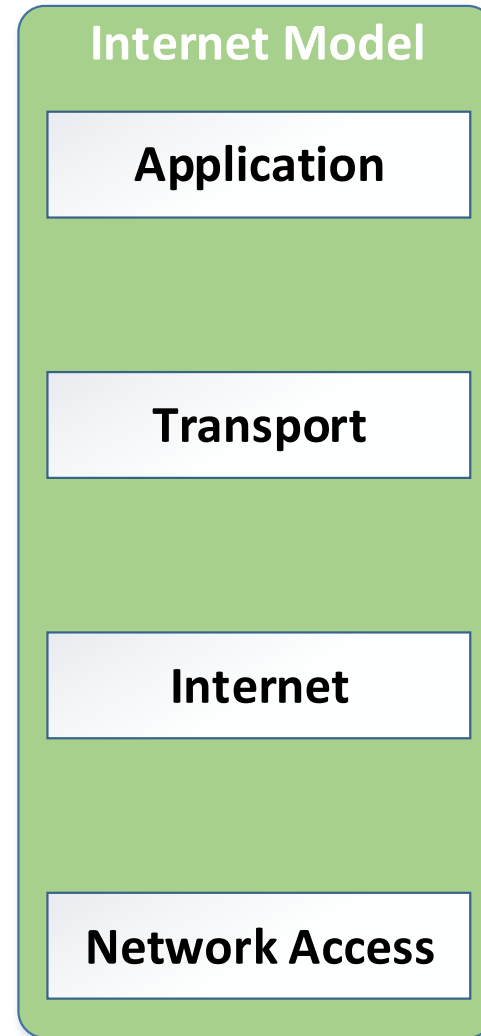 Internet Model
Application
Transport
Internet
Network Access